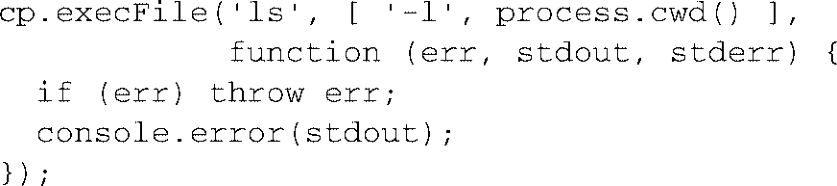 cp.execFile('ls', [ '-l', process.cwd() ],
            function (err, stdout, stderr) {
  if (err) throw err;
  console.error(stdout);
});